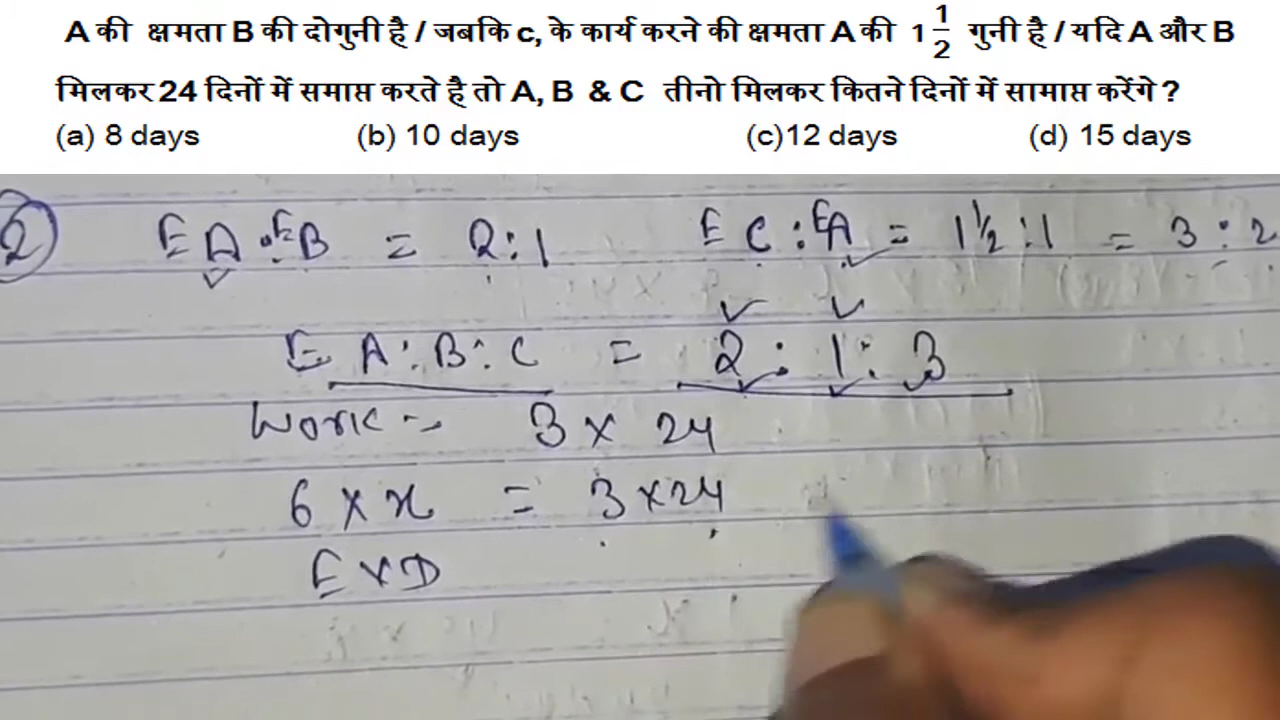 A की क्षमता B की दोगुनी है / जबकि c, के कार्य करने की क्षमता A की 1 1/2 गुनी है / यदि A और B
मिलकर 24 दिनों में समाप्त करते है तो A, B & C तीनो मिलकर कितने दिनों में सामाप्त करेंगे ?
(a) 8 days (b) 10 days (c)12 days (d) 15 days
2 EA : EB = 2:1 EC : EA = 1 1/2 : 1 = 3 : 2
E A : B : C = 2 : 1 : 3
Work = 3 x 24
6 x x = 3 x 24
E x D